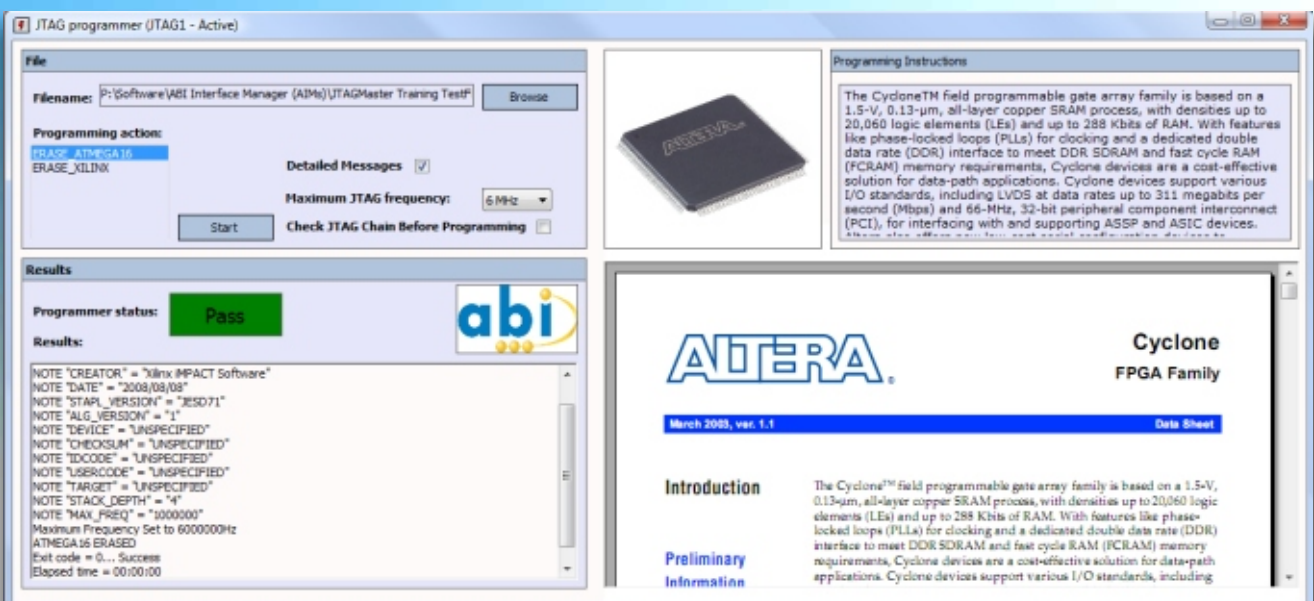 JTAG programmer (JTAG1 - Active)
File
Filename: P:\Software\ABI Interface Manager (AIMs)\JTAGMaster Training TestF
Browse
Programming action:
ERASE_ATMEGA16
ERASE_XILINX
Detailed Messages
Maximum JTAG frequency: 6 MHz
Start
Check JTAG Chain Before Programming
ALTERA
Programming Instructions
The CycloneTM field programmable gate array family is based on a
1.5-V, 0.13-µm, all-layer copper SRAM process, with densities up to
20,060 logic elements (LEs) and up to 288 Kbits of RAM. With features
like phase-locked loops (PLLs) for clocking and a dedicated double
data rate (DDR) interface to meet DDR SDRAM and fast cycle RAM
(FCRAM) memory requirements, Cyclone devices are a cost-effective
solution for data-path applications. Cyclone devices support various
I/O standards, including LVDS at data rates up to 311 megabits per
second (Mbps) and 66-MHz, 32-bit peripheral component interconnect
(PCI), for interfacing with and supporting ASSP and ASIC devices.
Results
Programmer status:
Pass
abi
Results:
NOTE "CREATOR" = "Xilinx iMPACT Software"
NOTE "DATE" = "2008/08/08"
NOTE "STAPL_VERSION" = "JESD71"
NOTE "ALG_VERSION" = "1"
NOTE "DEVICE" = "UNSPECIFIED"
NOTE "CHECKSUM" = "UNSPECIFIED"
NOTE "IDCODE" = "UNSPECIFIED"
NOTE "USERCODE" = "UNSPECIFIED"
NOTE "TARGET" = "UNSPECIFIED"
NOTE "STACK_DEPTH" = "4"
NOTE "MAX_FREQ" = "1000000"
Maximum Frequency Set to 6000000Hz
ATMEGA16 ERASED
Exit code = 0... Success
Elapsed time = 00:00:00
ALTERA®
Cyclone
FPGA Family
March 2003, ver. 1.1
Data Sheet
Introduction
The Cyclone™ field programmable gate array family is based on a 1.5-V,
0.13-µm, all-layer copper SRAM process, with densities up to 20,060 logic
elements (LEs) and up to 288 Kbits of RAM. With features like phase-
locked loops (PLLs) for clocking and a dedicated double data rate (DDR)
interface to meet DDR SDRAM and fast cycle RAM (FCRAM) memory
requirements, Cyclone devices are a cost-effective solution for data-path
applications. Cyclone devices support various I/O standards, including
Preliminary
Information